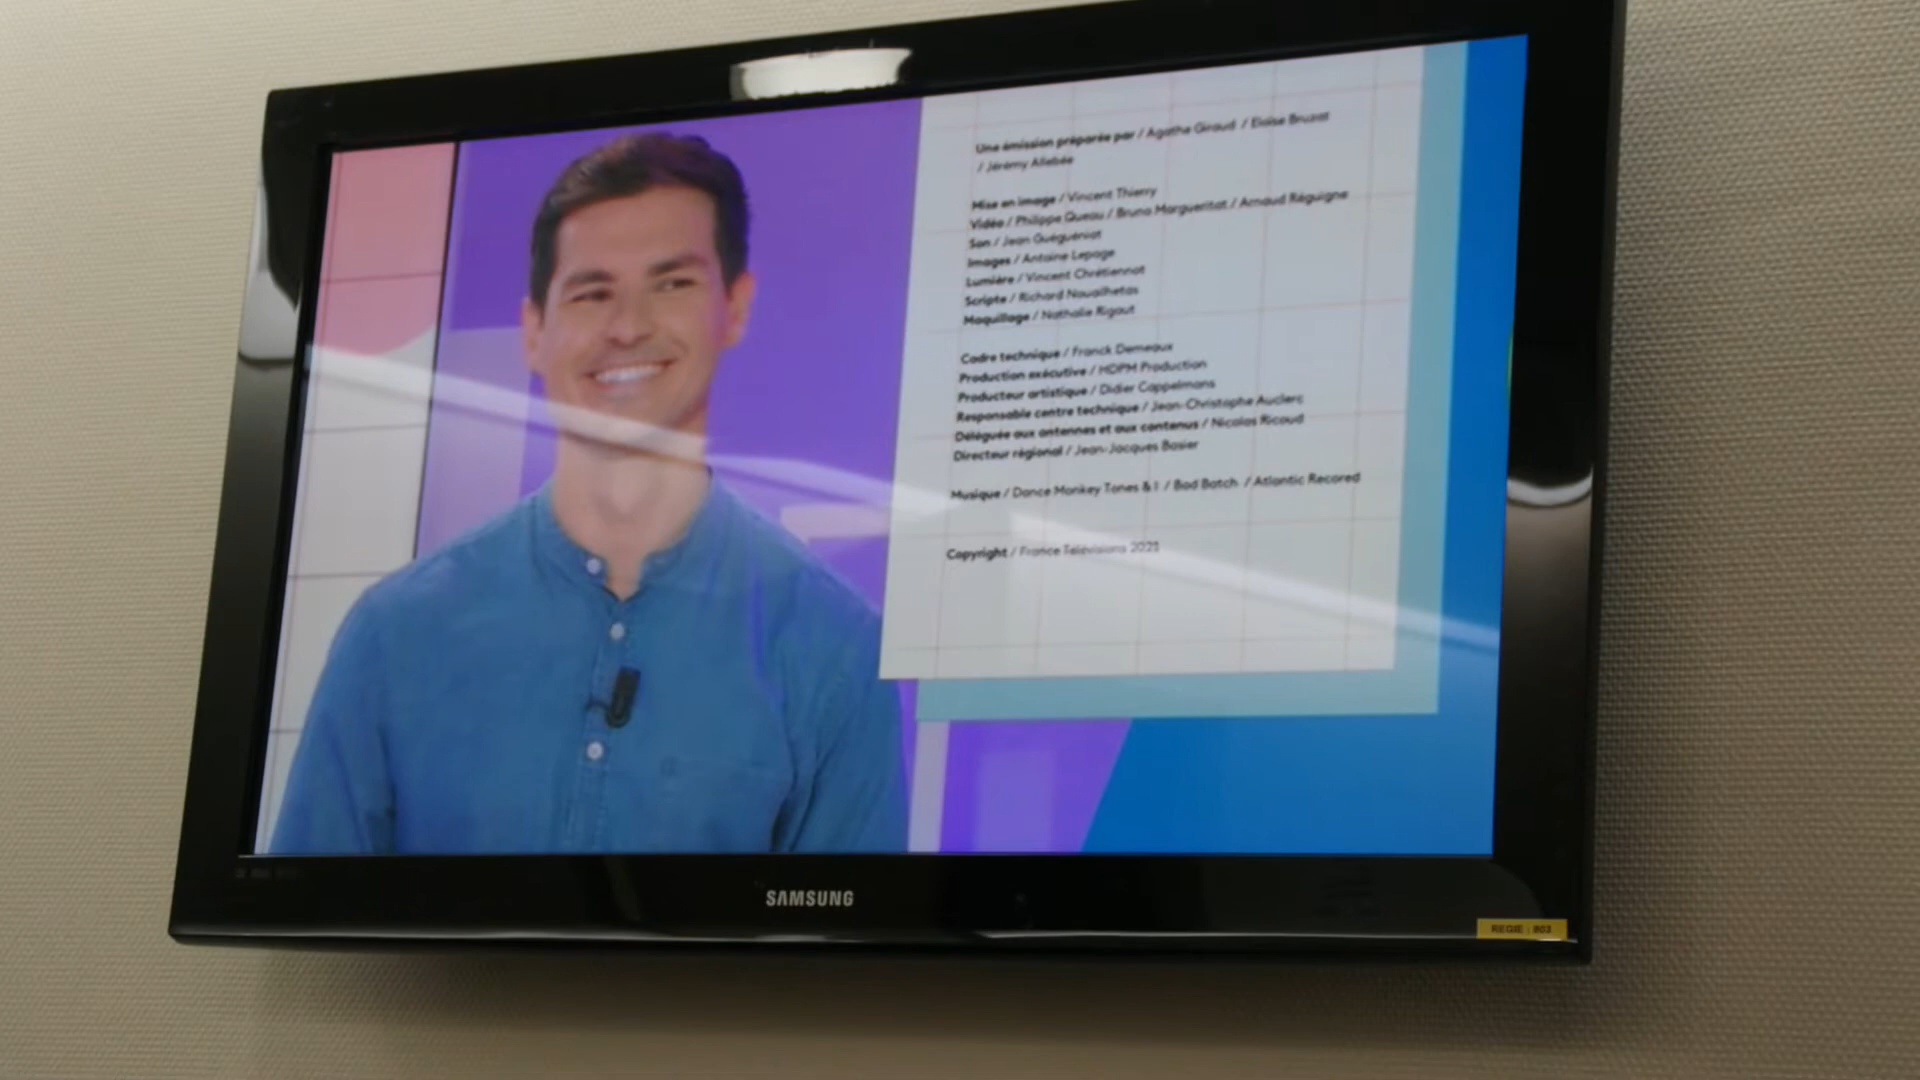 Une émission préparée par / Agathe Giraud / Eloïse Bruzat
/ Jérémy Allebée
Mise en image / Vincent Thierry
Vidéo / Philippe Queau / Bruno Margueritat / Arnaud Réguigne
Son / Jean Guéguéniat
Images / Antoine Lepage
Lumière / Vincent Chrétiennot
Scripte / Richard Nouailhetas
Maquillage / Nathalie Rigaut
Cadre technique / Franck Demeaux
Production exécutive / HDPM Production
Producteur artistique / Didier Cappelmans
Responsable centre technique / Jean-Christophe Auclerc
Déléguée aux antennes et aux contenus / Nicolas Ricoud
Directeur régional / Jean-Jacques Basier
Musique / Dance Monkey Tones & I / Bad Batch / Atlantic Recored
Copyright / France Télévisions 2021
SAMSUNG
REGIE 803